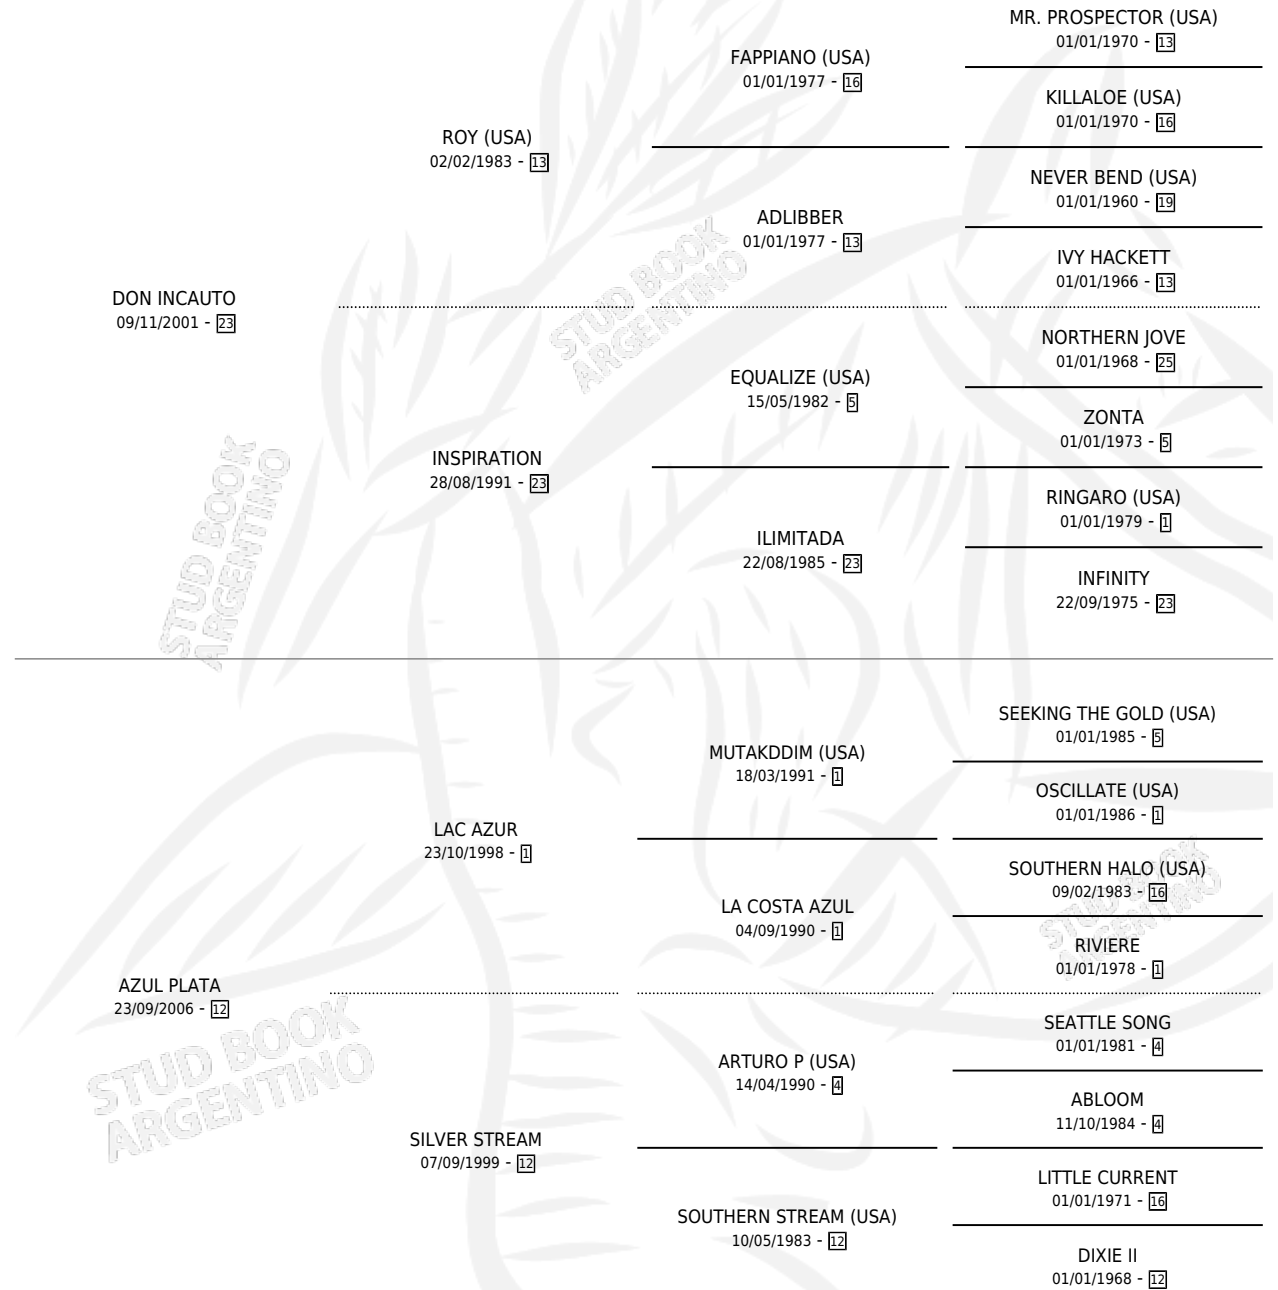 MR. PROSPECTOR (USA)
01/01/1970 - 13
FAPPIANO (USA)
01/01/1977 - 16
KILLALOE (USA)
01/01/1970 - 16
ROY (USA)
02/02/1983 - 13
NEVER BEND (USA)
01/01/1960 - 19
ADLIBBER
01/01/1977 - 13
IVY HACKETT
01/01/1966 - 13
DON INCAUTO
09/11/2001 - 23
NORTHERN JOVE
01/01/1968 - 25
EQUALIZE (USA)
15/05/1982 - 5
ZONTA
01/01/1973 - 5
INSPIRATION
28/08/1991 - 23
RINGARO (USA)
01/01/1979 - 1
ILIMITADA
22/08/1985 - 23
INFINITY
22/09/1975 - 23
SEEKING THE GOLD (USA)
01/01/1985 - 5
MUTAKDDIM (USA)
18/03/1991 - 1
OSCILLATE (USA)
01/01/1986 - 1
LAC AZUR
23/10/1998 - 1
SOUTHERN HALO (USA)
09/02/1983 - 16
LA COSTA AZUL
04/09/1990 - 1
RIVIERE
01/01/1978 - 1
AZUL PLATA
23/09/2006 - 12
SEATTLE SONG
01/01/1981 - 4
ARTURO P (USA)
14/04/1990 - 4
ABLOOM
11/10/1984 - 4
SILVER STREAM
07/09/1999 - 12
LITTLE CURRENT
01/01/1971 - 16
SOUTHERN STREAM (USA)
10/05/1983 - 12
DIXIE II
01/01/1968 - 12
STUD BOOK
ARGENTINO
STUD BOOK
ARGENTINO
STUD BOOK
ARGENTINO
STUD BOOK
ARGENTINO